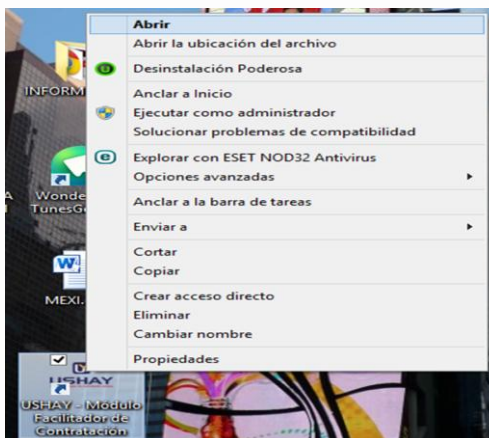 Abrir
Abrir la ubicación del archivo
Desinstalación Poderosa
Anclar a Inicio
Ejecutar como administrador
Solucionar problemas de compatibilidad
Explorar con ESET NOD32 Antivirus
Opciones avanzadas
Anclar a la barra de tareas
Enviar a
Cortar
Copiar
Crear acceso directo
Eliminar
Cambiar nombre
Propiedades
INFORM
A Wonde
TunesG
MEXI.
USHAY
USHAY - Módulo
Facilitador de
Contratación